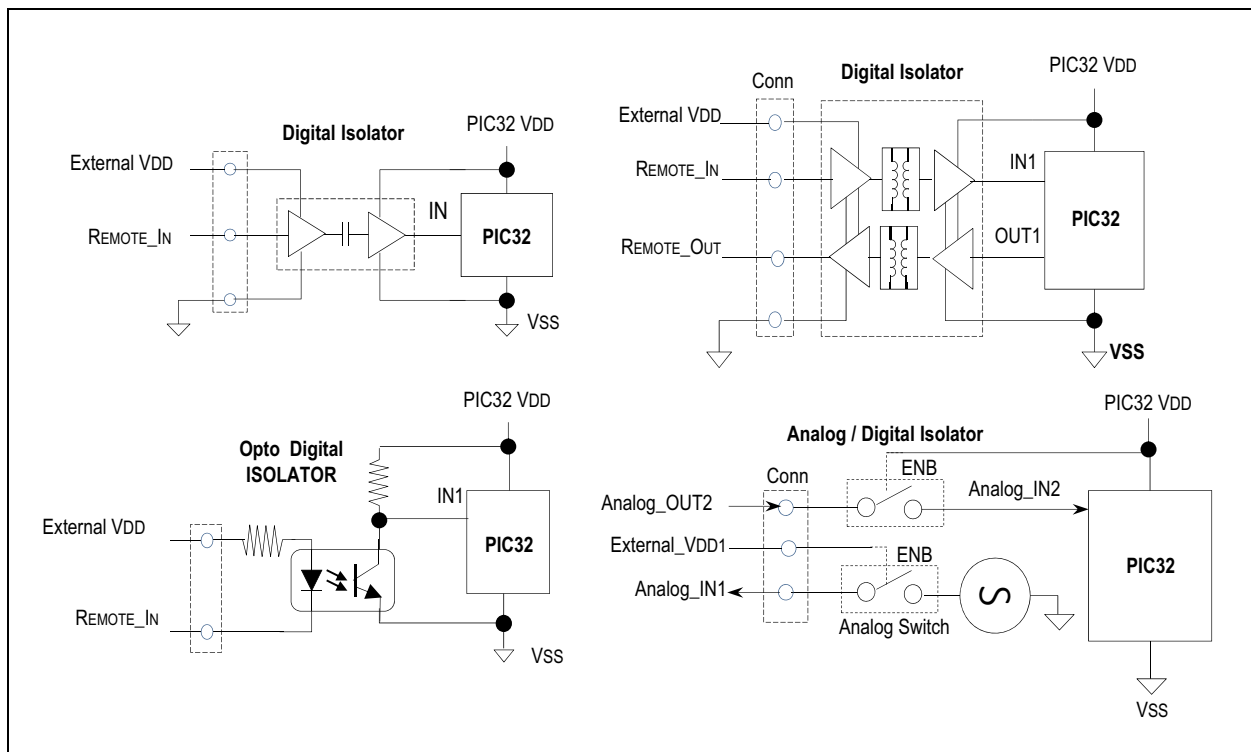 Digital Isolator
PIC32 VDD
External VDD
REMOTE_IN
IN
PIC32
VSS
Conn
Digital Isolator
PIC32 VDD
External VDD
REMOTE_IN
IN1
PIC32
REMOTE_OUT
OUT1
VSS
Opto Digital
ISOLATOR
PIC32 VDD
IN1
External VDD
PIC32
REMOTE_IN
VSS
Analog / Digital Isolator
PIC32 VDD
Conn
ENB
Analog_OUT2
Analog_IN2
External_VDD1
ENB
PIC32
Analog_IN1
Analog Switch
S
VSS